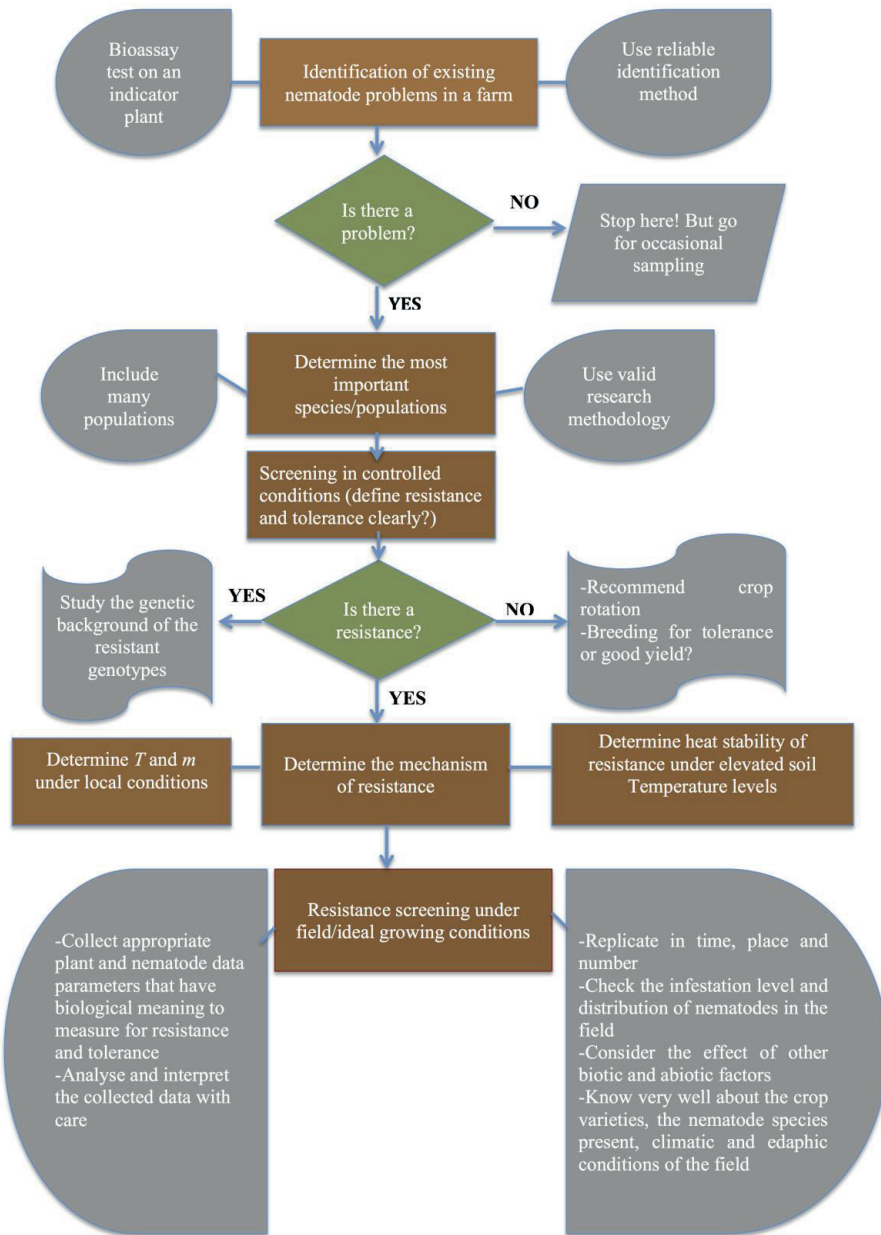 Bioassay
test on an
indicator
plant
Identification of existing
nematode problems in a farm
Use reliable
identification
method
Is there a
problem?
NO
Stop here! But go
for occasional
sampling
YES
Include
many
populations
Determine the most
important
species/populations
Use valid
research
methodology
Screening in controlled
conditions (define resistance
and tolerance clearly?)
YES
Study the genetic
background of the
resistant
genotypes
Is there a
resistance?
NO
-Recommend crop
rotation
-Breeding for tolerance
or good yield?
YES
Determine T and m
under local conditions
Determine the mechanism
of resistance
Determine heat stability of
resistance under elevated soil
Temperature levels
Resistance screening under
field/ideal growing conditions
-Collect appropriate
plant and nematode data
parameters that have
biological meaning to
measure for resistance
and tolerance
-Analyse and interpret
the collected data with
care
-Replicate in time, place and
number
-Check the infestation level and
distribution of nematodes in the
field
-Consider the effect of other
biotic and abiotic factors
-Know very well about the crop
varieties, the nematode species
present, climatic and edaphic
conditions of the field